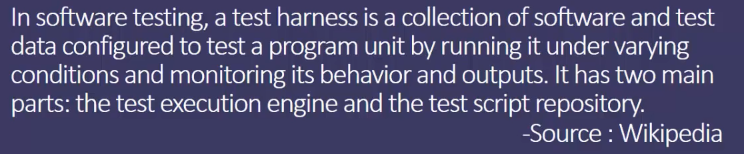 In software testing, a test harness is a collection of software and test
data configured to test a program unit by running it under varying
conditions and monitoring its behavior and outputs. It has two main
parts: the test execution engine and the test script repository.
-Source : Wikipedia